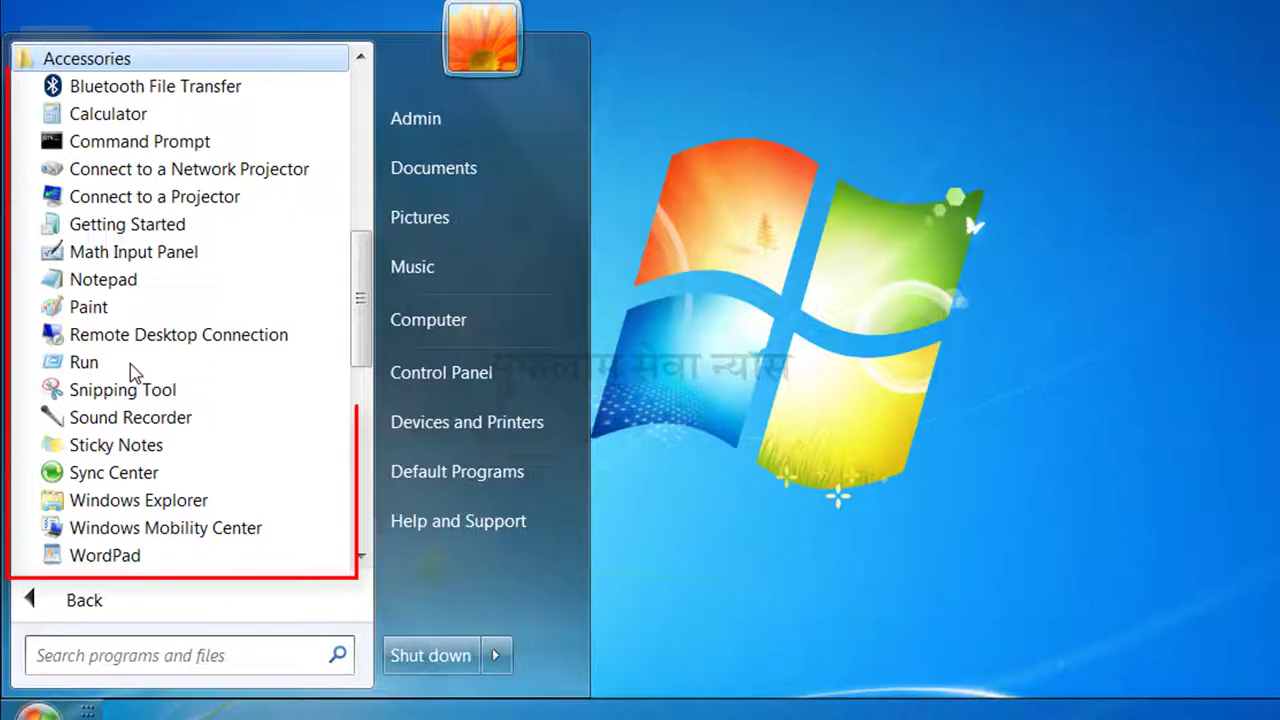 Accessories
Bluetooth File Transfer
Calculator
Command Prompt
Connect to a Network Projector
Connect to a Projector
Getting Started
Math Input Panel
Notepad
Paint
Remote Desktop Connection
Run
Snipping Tool
Sound Recorder
Sticky Notes
Sync Center
Windows Explorer
Windows Mobility Center
WordPad
Back
Search programs and files
Admin
Documents
Pictures
Music
Computer
Control Panel
Devices and Printers
Default Programs
Help and Support
Shut down
सेवा न्यास